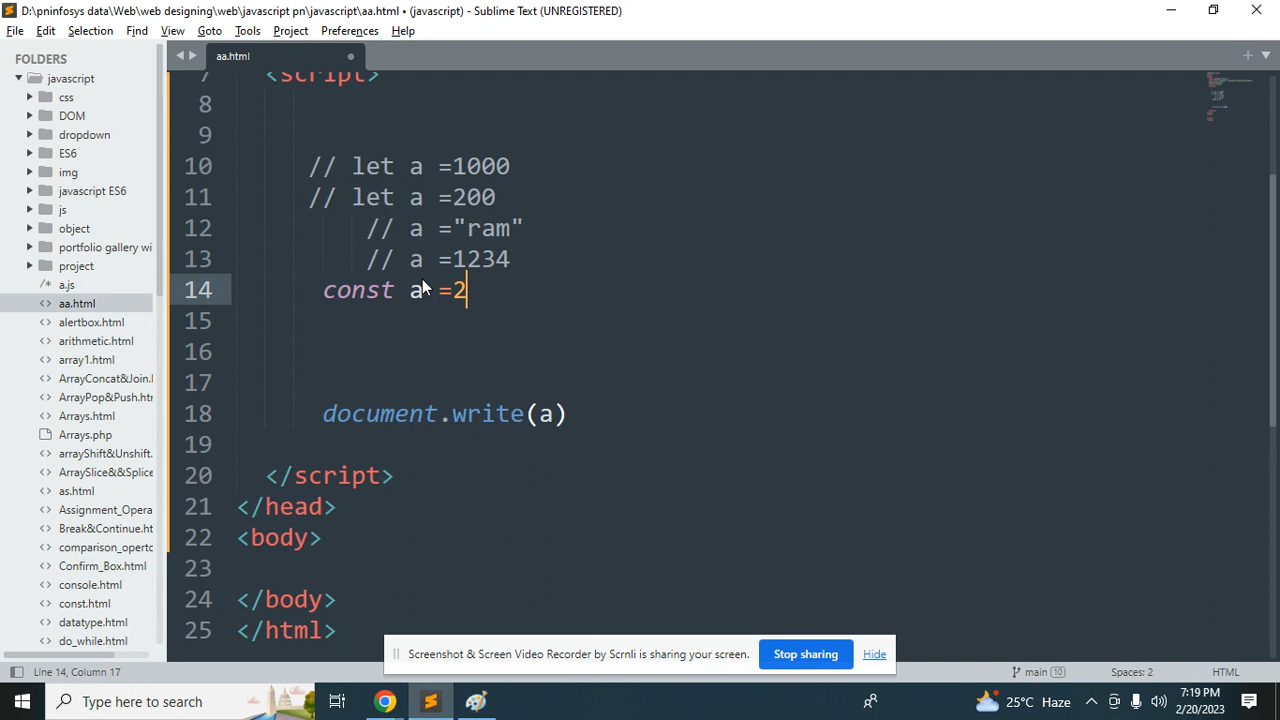 D:\pninfosys data\Web\web designing\web\javascript pn\javascript\aa.html • (javascript) - Sublime Text (UNREGISTERED)
File Edit Selection Find View Goto Tools Project Preferences Help
FOLDERS
javascript
css
DOM
dropdown
ES6
img
javascript ES6
js
object
portfolio gallery wi
project
a.js
aa.html
alertbox.html
arithmetic.html
array1.html
ArrayConcat&Join.h
ArrayPop&Push.htr
Arrays.html
Arrays.php
arrayShift&Unshift.
ArraySlice&&Splice
as.html
Assignment_Opera
Break&Continue.ht
comparison_operto
Confirm_Box.html
console.html
const.html
datatype.html
do_while.html
aa.html
7 <script>
8
9
10 // let a =1000
11 // let a =200
12 // a ="ram"
13 // a =1234
14 const a =2
15
16
17
18 document.write(a)
19
20 </script>
21 </head>
22 <body>
23
24 </body>
25 </html>
Screenshot & Screen Video Recorder by Scrnli is sharing your screen. Stop sharing Hide
Line 14, Column 17 main 10 Spaces: 2 HTML
Type here to search 25°C Haze 7:19 PM
2/20/2023